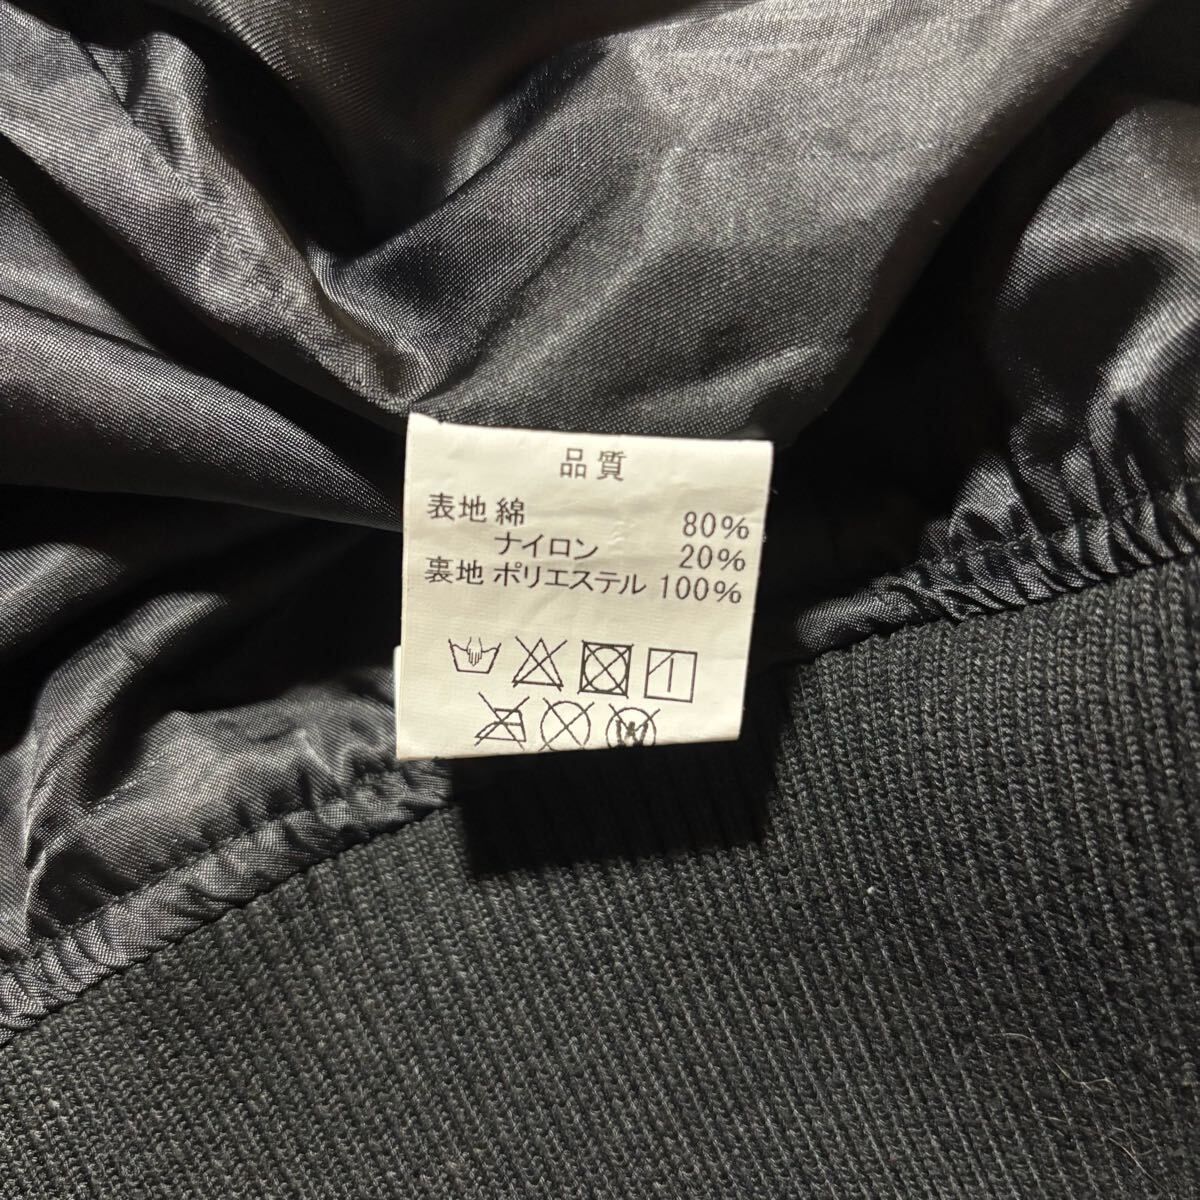 品質
表地 綿 80%
ナイロン 20%
裏地 ポリエステル 100%